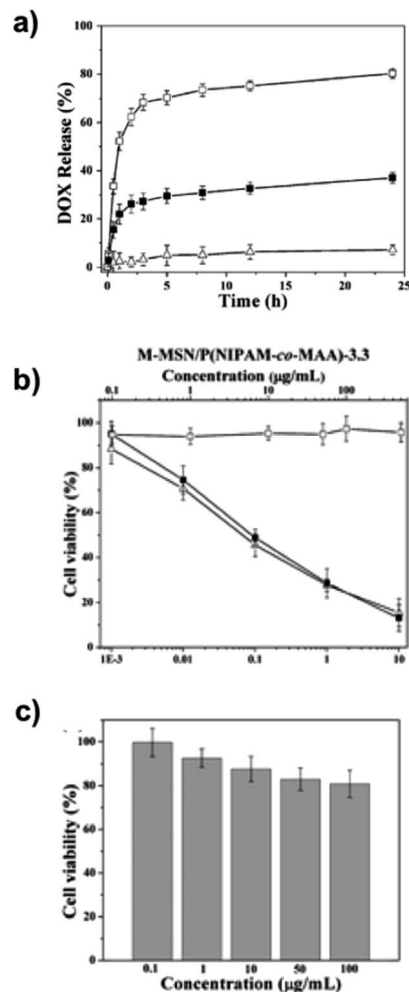 a)
100
80
60
40
20
0
DOX Release (%)
0 5 10 15 20 25
Time (h)
b)
M-MSN/P(NIPAM-co-MAA)-3.3
Concentration (μg/mL)
0.1 1 10 100
100
80
60
40
20
0
Cell viability (%)
1E-3 0.01 0.1 1 10
c)
100
80
60
40
20
0
Cell viability (%)
0.1 1 10 50 100
Concentration (μg/mL)